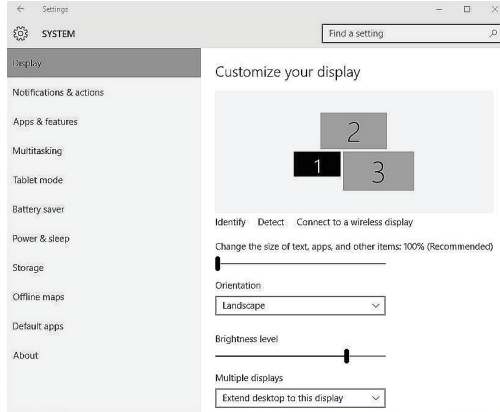 Settings
SYSTEM
Find a setting
Display
Notifications & actions
Apps & features
Multitasking
Tablet mode
Battery saver
Power & sleep
Storage
Offline maps
Default apps
About
Customize your display
2
1
3
Identify Detect Connect to a wireless display
Change the size of text, apps, and other items: 100% (Recommended)
Orientation
Landscape
Brightness level
Multiple displays
Extend desktop to this display